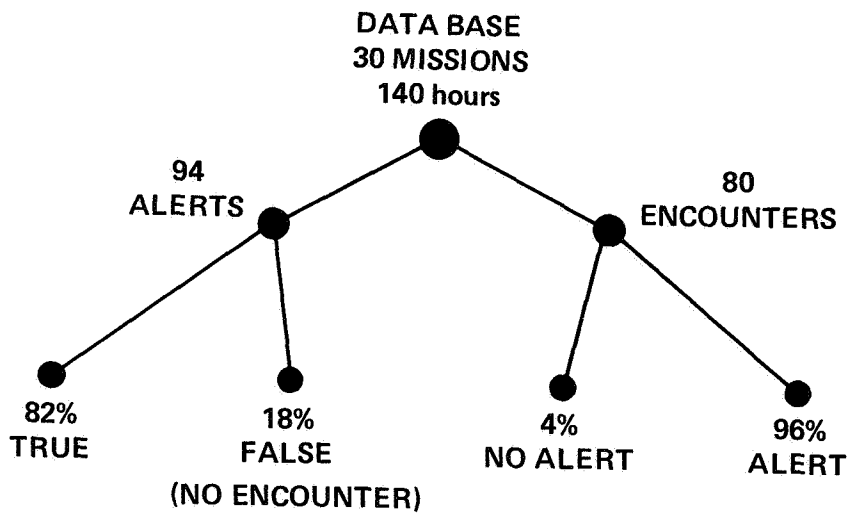 DATA BASE
30 MISSIONS
140 hours
94
ALERTS
80
ENCOUNTERS
82%
TRUE
18%
FALSE
(NO ENCOUNTER)
4%
NO ALERT
96%
ALERT